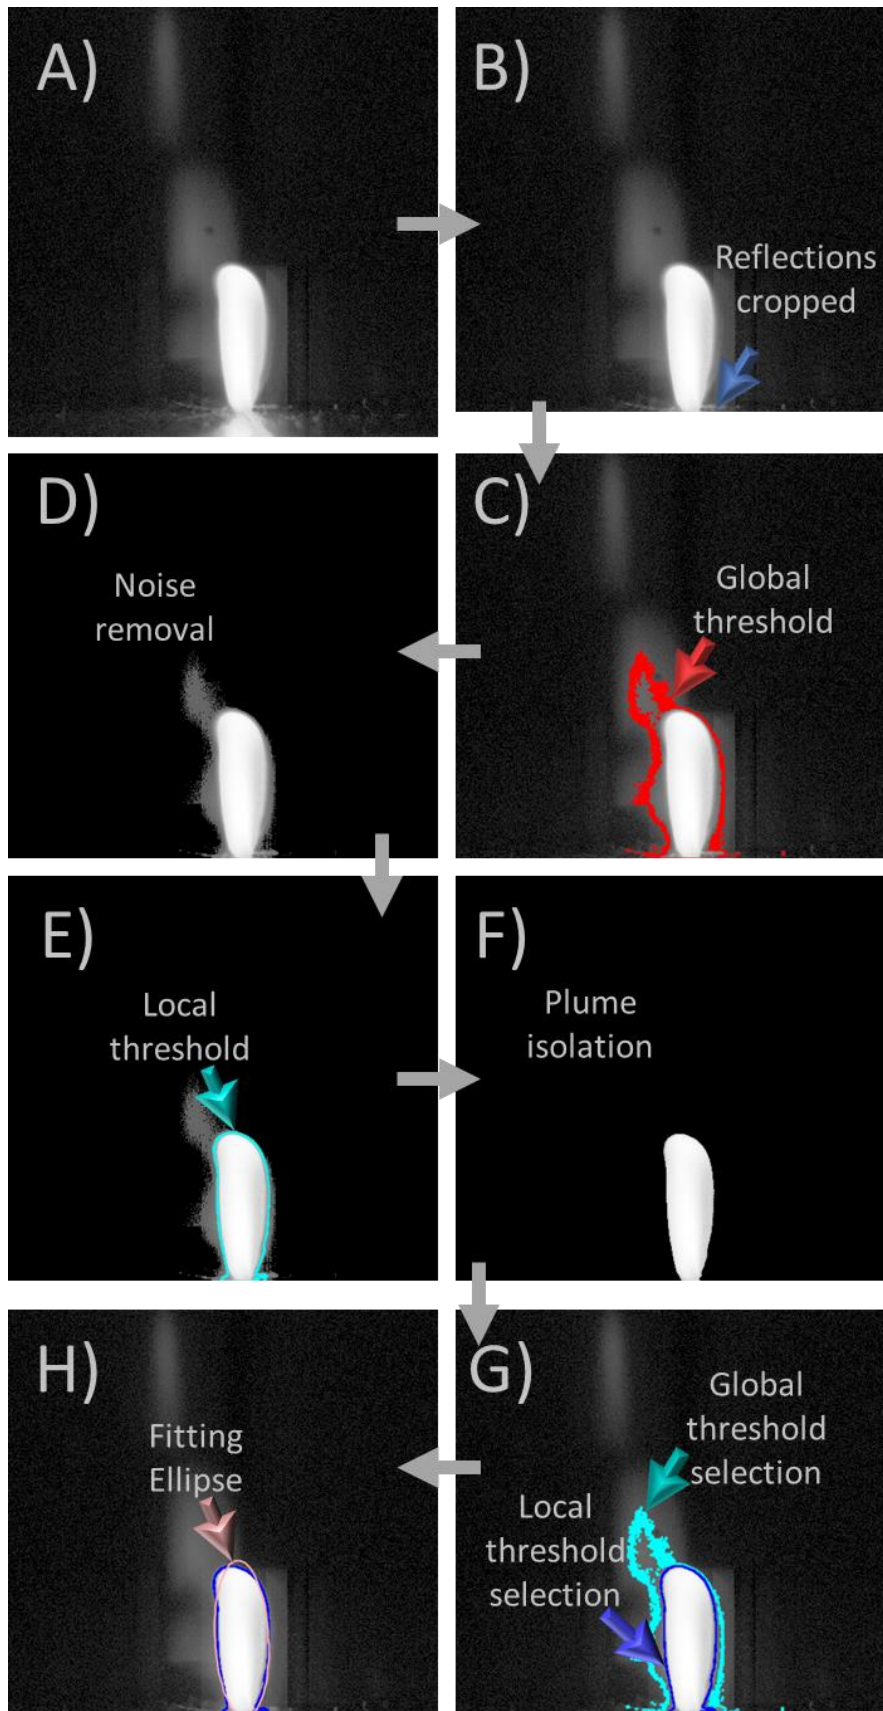 A)
B)
Reflections
cropped
D)
Noise
removal
C)
Global
threshold
E)
Local
threshold
F)
Plume
isolation
H)
Fitting
Ellipse
G)
Global
threshold
selection
Local
threshold
selection